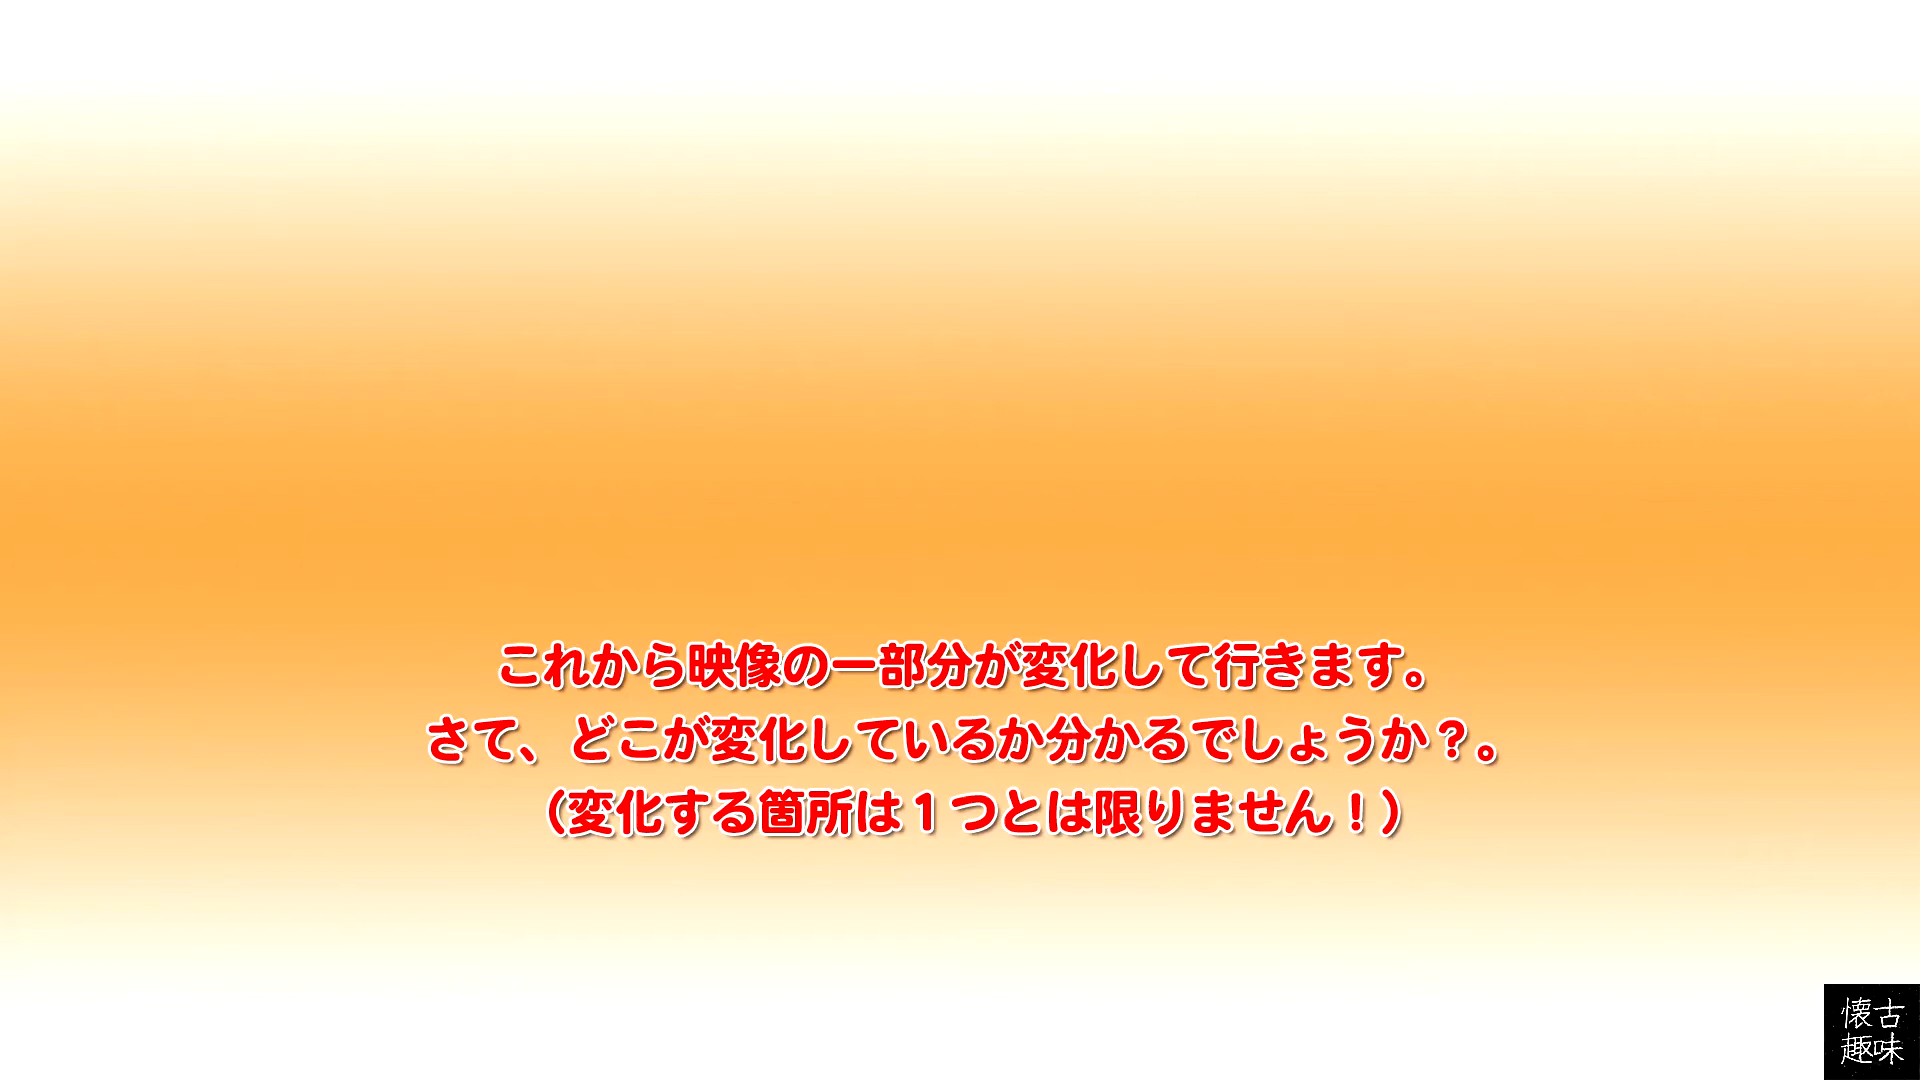 これから映像の一部分が変化して行きます。
さて、どこが変化しているか分かるでしょうか？。
（変化する箇所は１つとは限りません！）
懐古
趣味